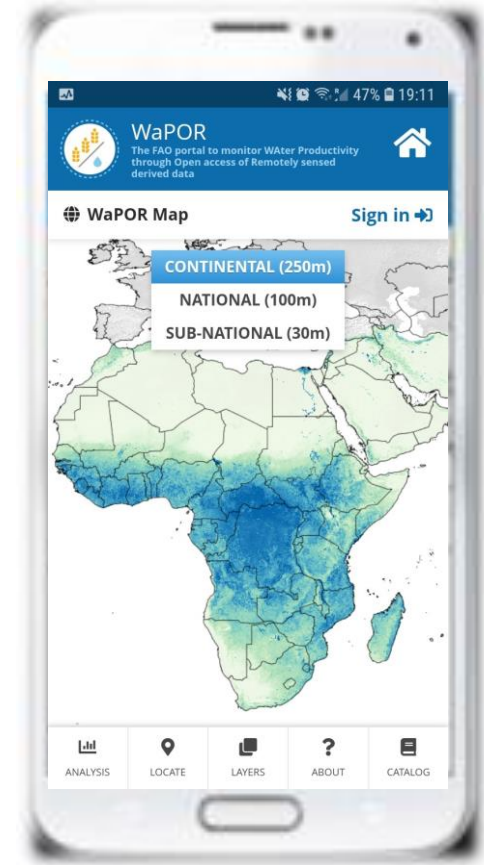 47% 19:11
WaPOR
The FAO portal to monitor WAter Productivity
through Open access of Remotely sensed
derived data
WaPOR Map
Sign in
CONTINENTAL (250m)
NATIONAL (100m)
SUB-NATIONAL (30m)
ANALYSIS LOCATE LAYERS ABOUT CATALOG